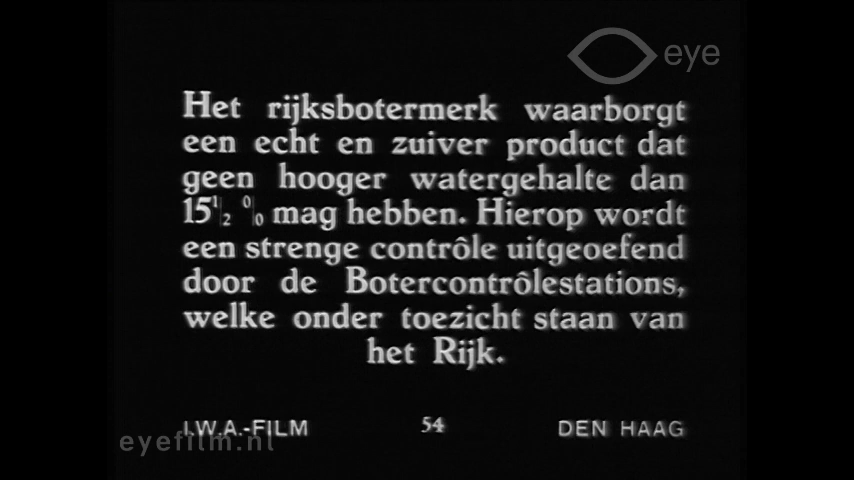 eye
Het rijksbotermerk waarborgt
een echt en zuiver product dat
geen hooger watergehalte dan
15½ % mag hebben. Hierop wordt
een strenge contrôle uitgeoefend
door de Botercontrôlestations,
welke onder toezicht staan van
het Rijk.
I.W.A.-FILM 54 DEN HAAG
eyefilm.nl